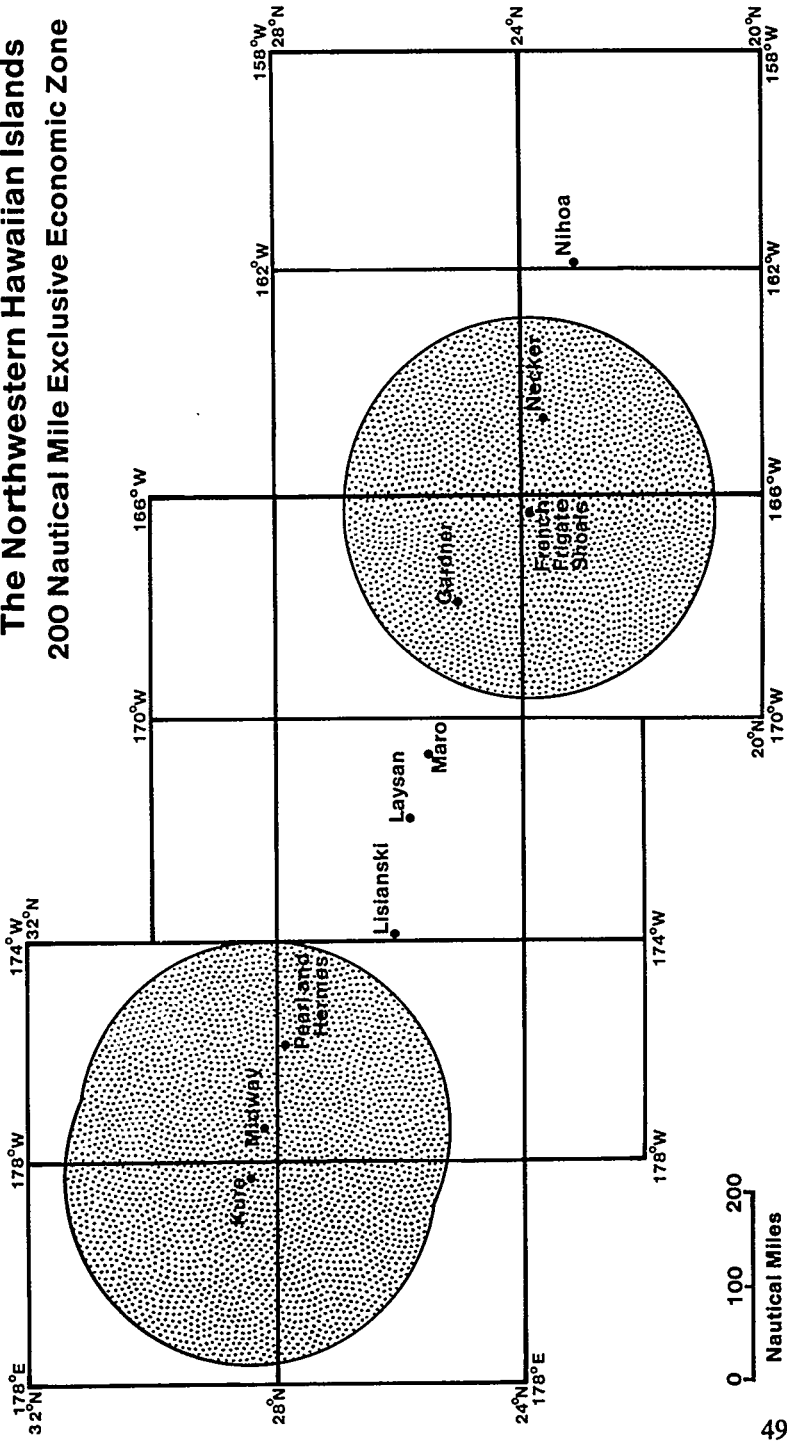 The Northwestern Hawaiian Islands
200 Nautical Mile Exclusive Economic Zone
178°E
178°W
174°W
32°N
32°N
170°W
166°W
162°W
158°W
28°N
28°N
24°N
24°N
178°E
178°W
174°W
20°N
170°W
166°W
162°W
20°N
158°W
Kure
Midway
Pearl and
Hermes
Lisianski
Laysan
Maro
Gardner
French
Frigate
Shoals
Necker
Nihoa
0 100 200
Nautical Miles
49